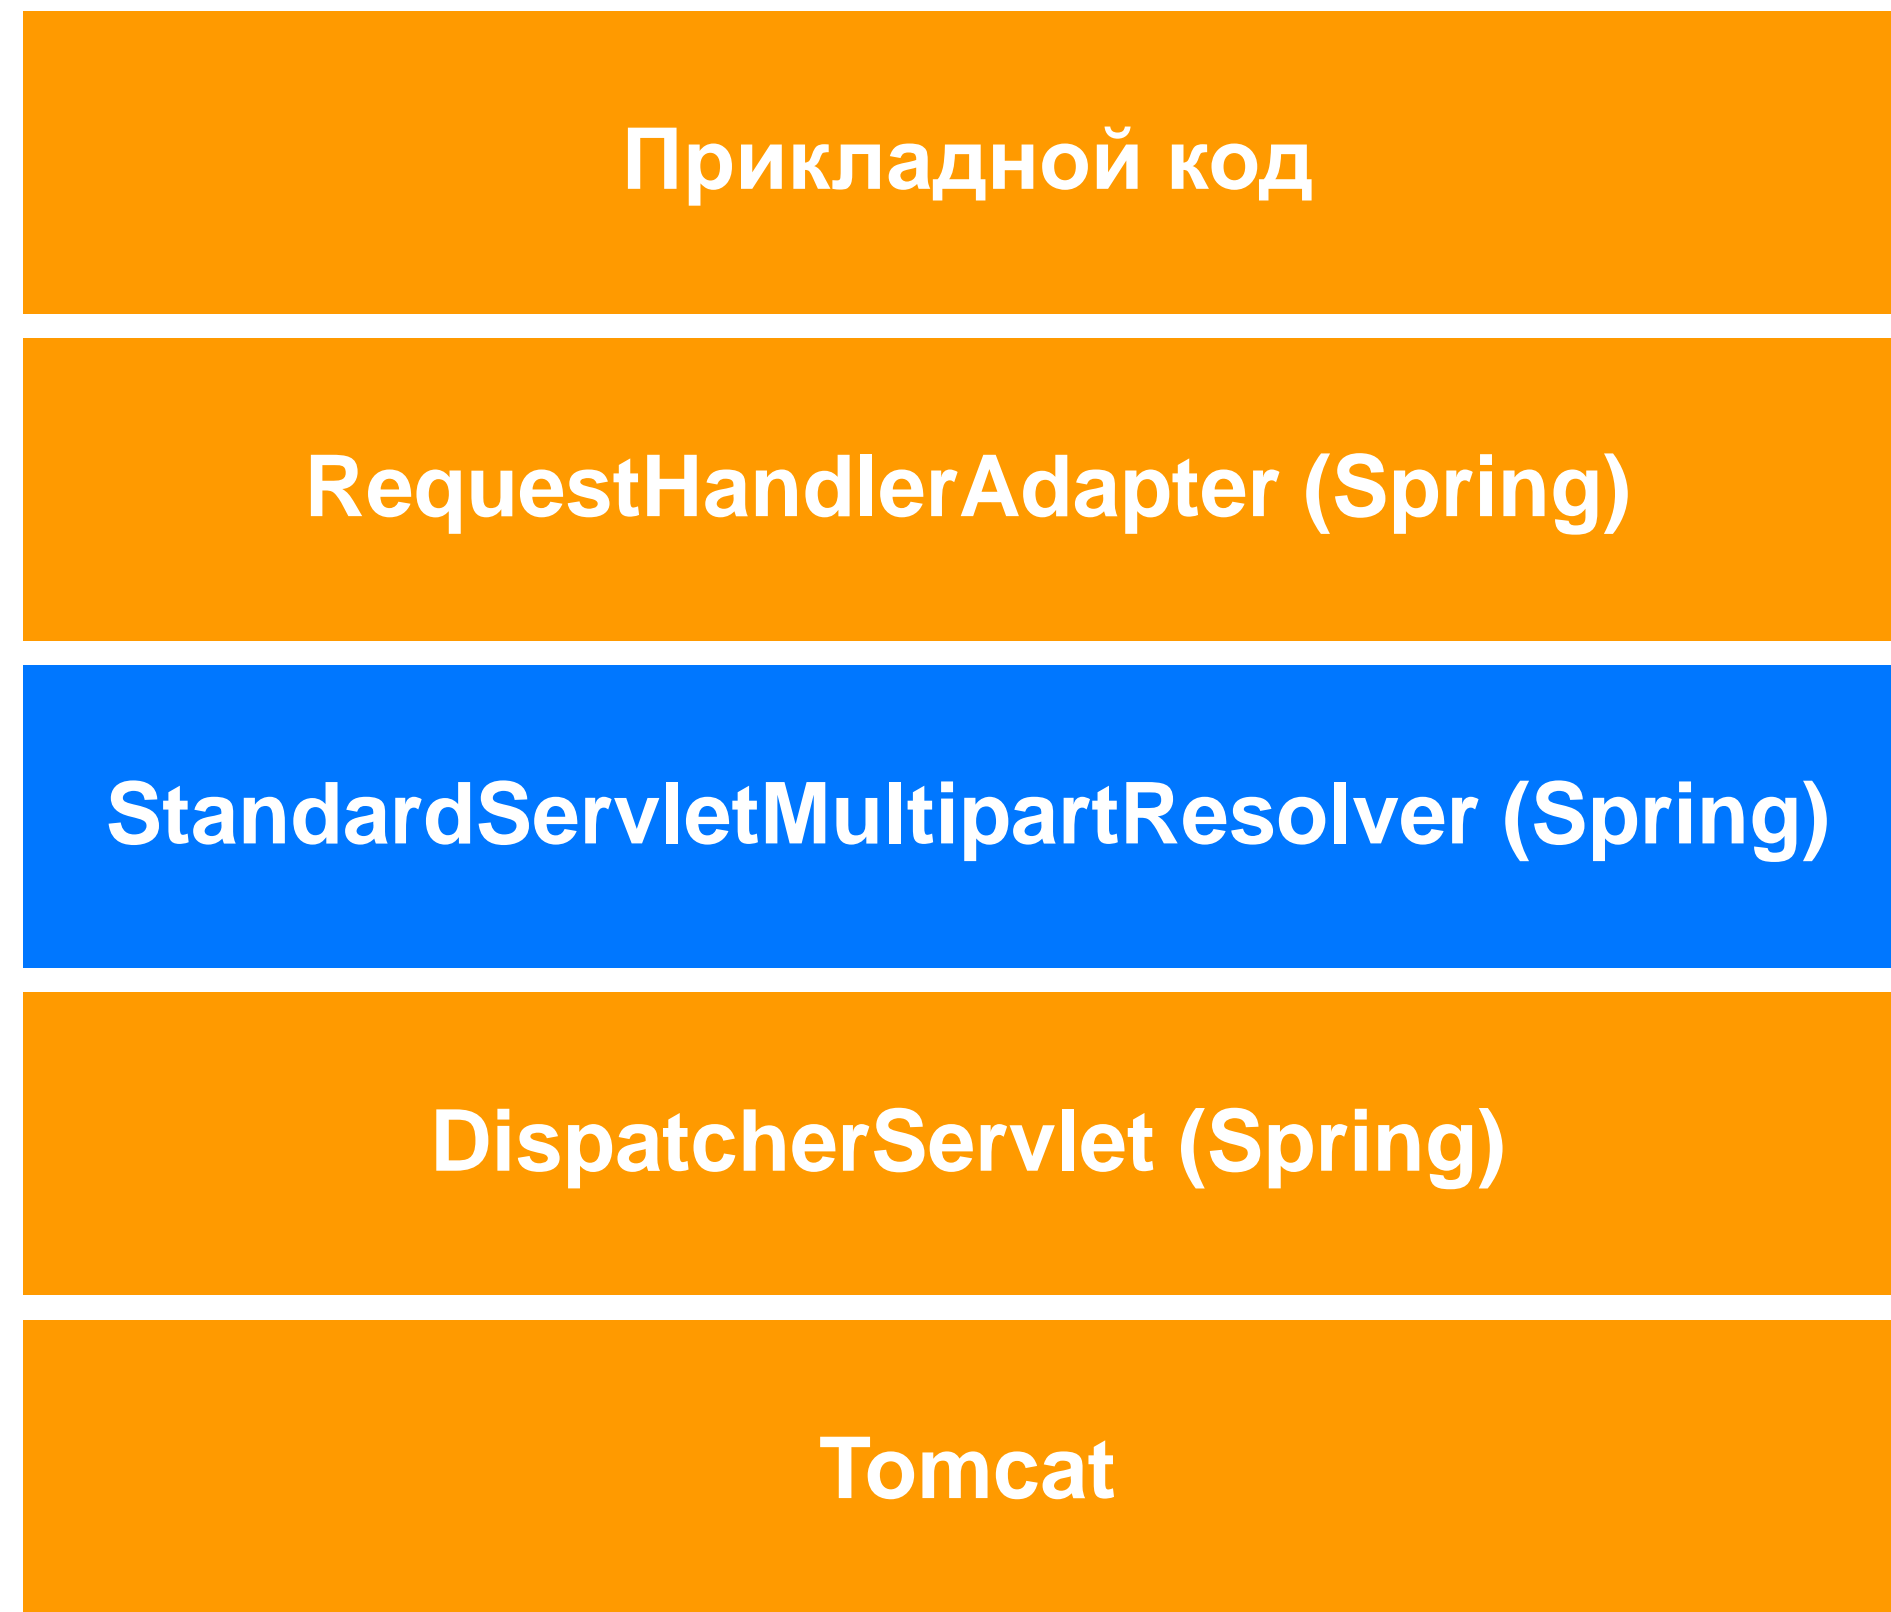 Прикладной код
RequestHandlerAdapter (Spring)
StandardServletMultipartResolver (Spring)
DispatcherServlet (Spring)
Tomcat